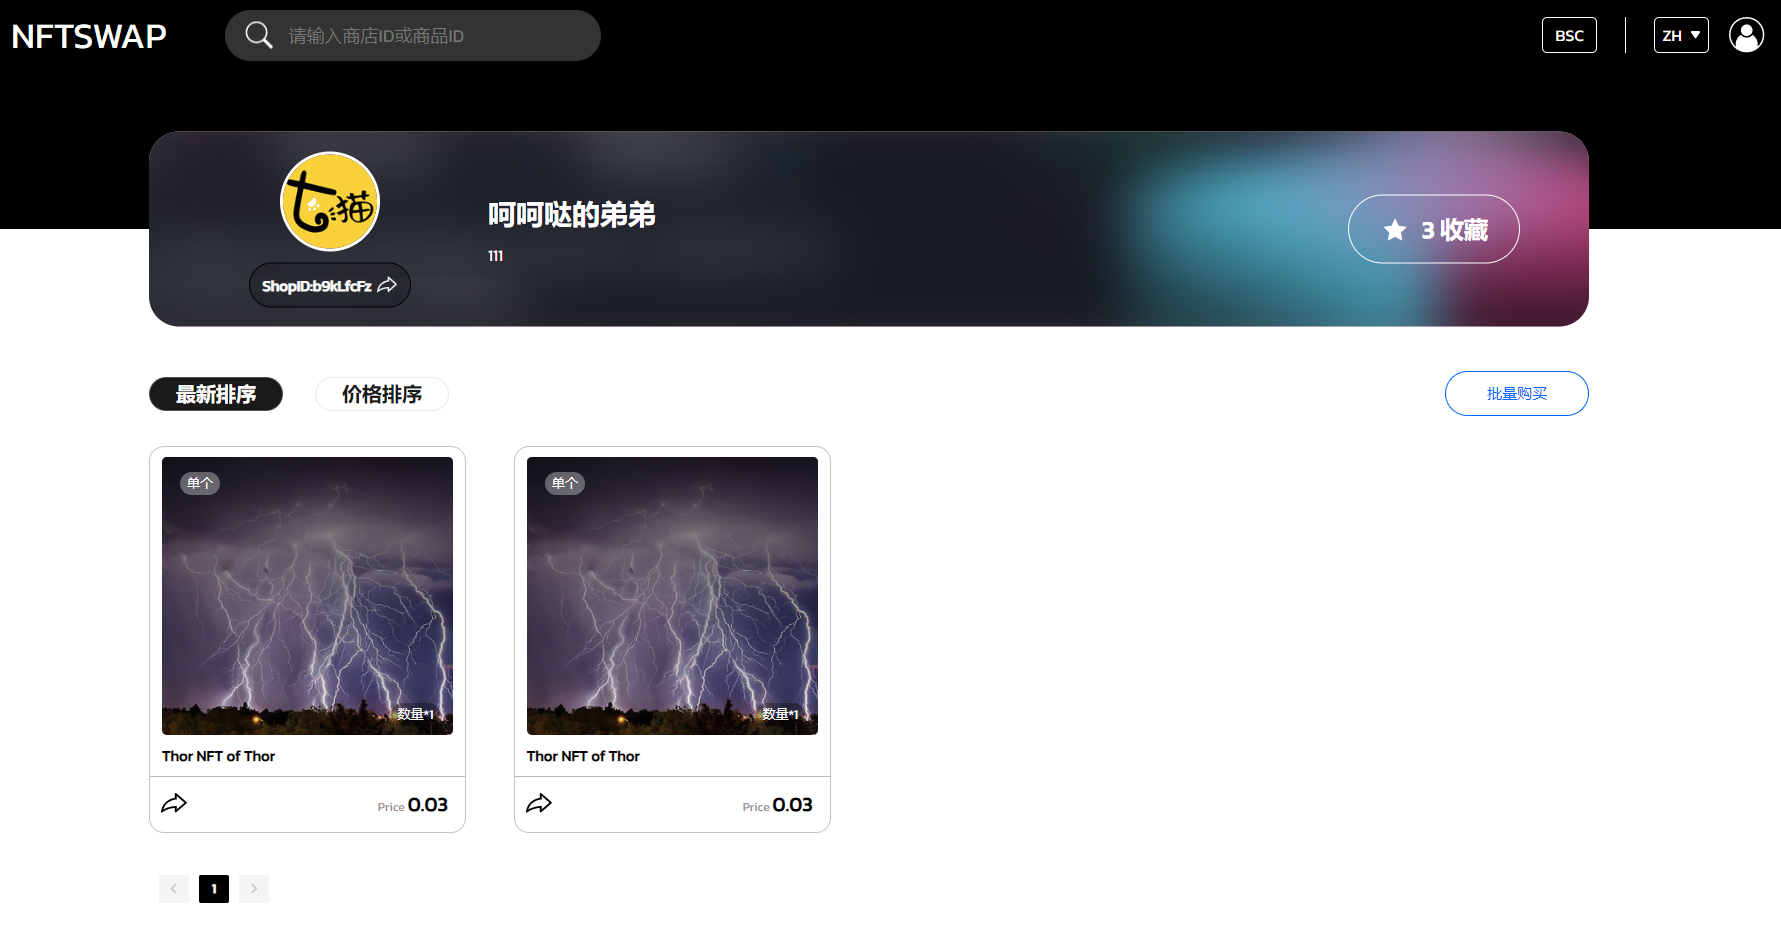 NFTSWAP
请输入商店ID或商品ID
BSC
ZH
七猫
呵呵哒的弟弟
111
ShopID:b9kLfcFz
3 收藏
最新排序
价格排序
批量购买
单个
数量*1
Thor NFT of Thor
Price 0.03
单个
数量*1
Thor NFT of Thor
Price 0.03
1